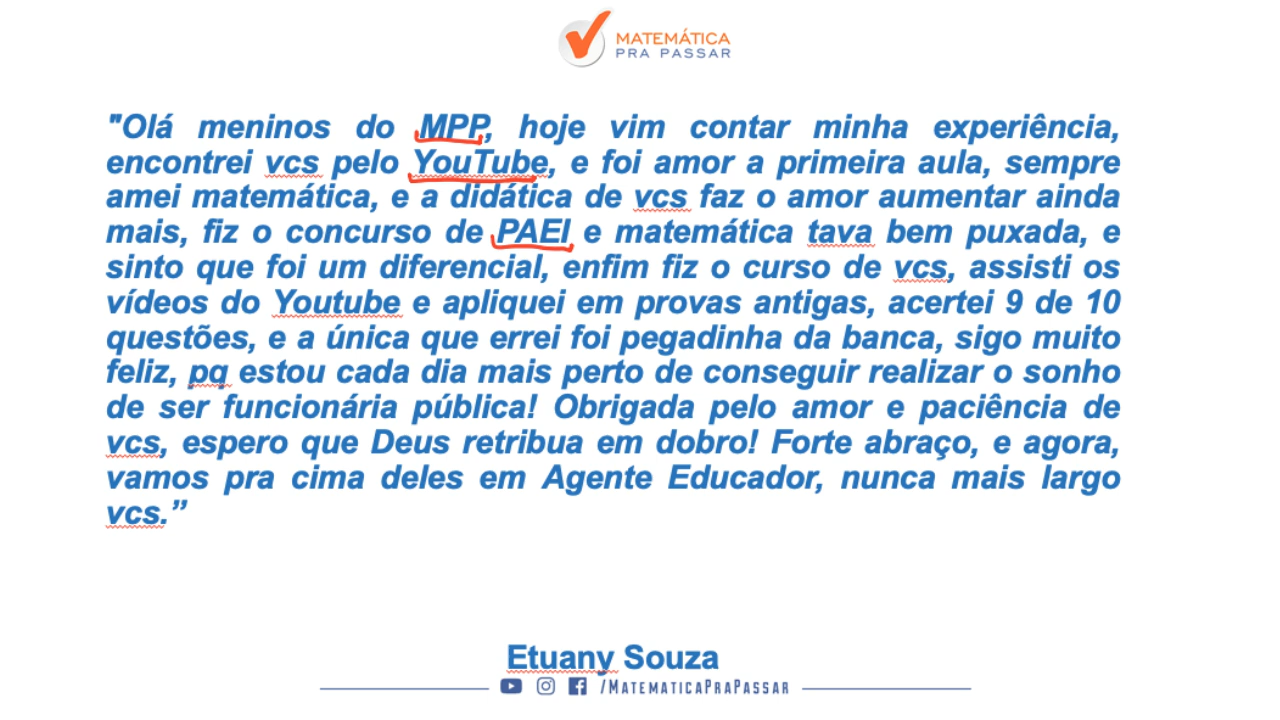 MATEMÁTICA
PRA PASSAR
"Olá meninos do MPP, hoje vim contar minha experiência,
encontrei vcs pelo YouTube, e foi amor a primeira aula, sempre
amei matemática, e a didática de vcs faz o amor aumentar ainda
mais, fiz o concurso de PAEI e matemática tava bem puxada, e
sinto que foi um diferencial, enfim fiz o curso de vcs, assisti os
vídeos do Youtube e apliquei em provas antigas, acertei 9 de 10
questões, e a única que errei foi pegadinha da banca, sigo muito
feliz, pq estou cada dia mais perto de conseguir realizar o sonho
de ser funcionária pública! Obrigada pelo amor e paciência de
vcs, espero que Deus retribua em dobro! Forte abraço, e agora,
vamos pra cima deles em Agente Educador, nunca mais largo
vcs.”
Etuany Souza
/MATEMATICAPRAPASSAR